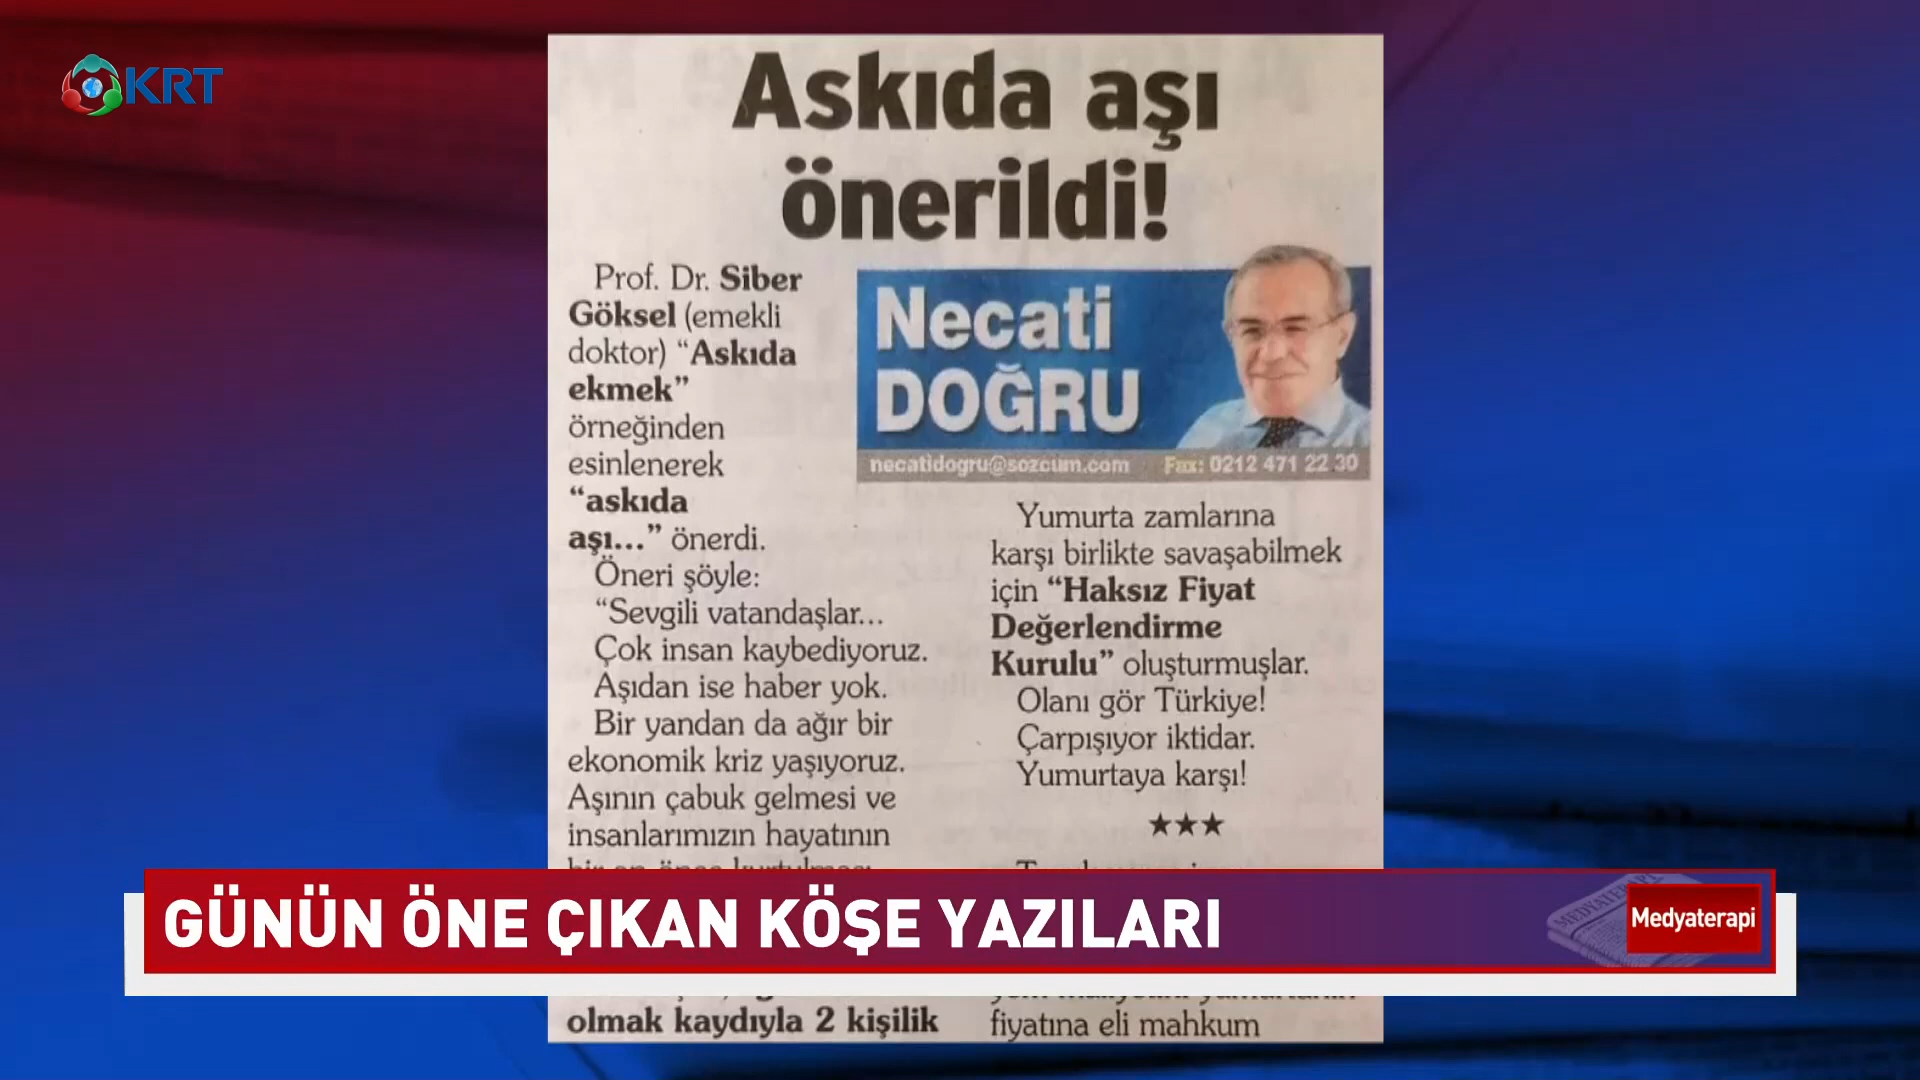 KRT
Askıda aşı
önerildi!
Prof. Dr. Siber
Göksel (emekli
doktor) “Askıda
ekmek”
örneğinden
esinlenerek
“askıda
aşı...” önerdi.
Öneri şöyle:
“Sevgili vatandaşlar...
Çok insan kaybediyoruz.
Aşıdan ise haber yok.
Bir yandan da ağır bir
ekonomik kriz yaşıyoruz.
Aşının çabuk gelmesi ve
insanlarımızın hayatının
olmak kaydıyla 2 kişilik
Necati
DOĞRU
necatidogru@sozcum.com Fax: 0212 471 22 30
Yumurta zamlarına
karşı birlikte savaşabilmek
için “Haksız Fiyat
Değerlendirme
Kurulu” oluşturmuşlar.
Olanı gör Türkiye!
Çarpışıyor iktidar.
Yumurtaya karşı!
★★★
fiyatına eli mahkum
GÜNÜN ÖNE ÇIKAN KÖŞE YAZILARI
MEDYATERAPİ
Medyaterapi